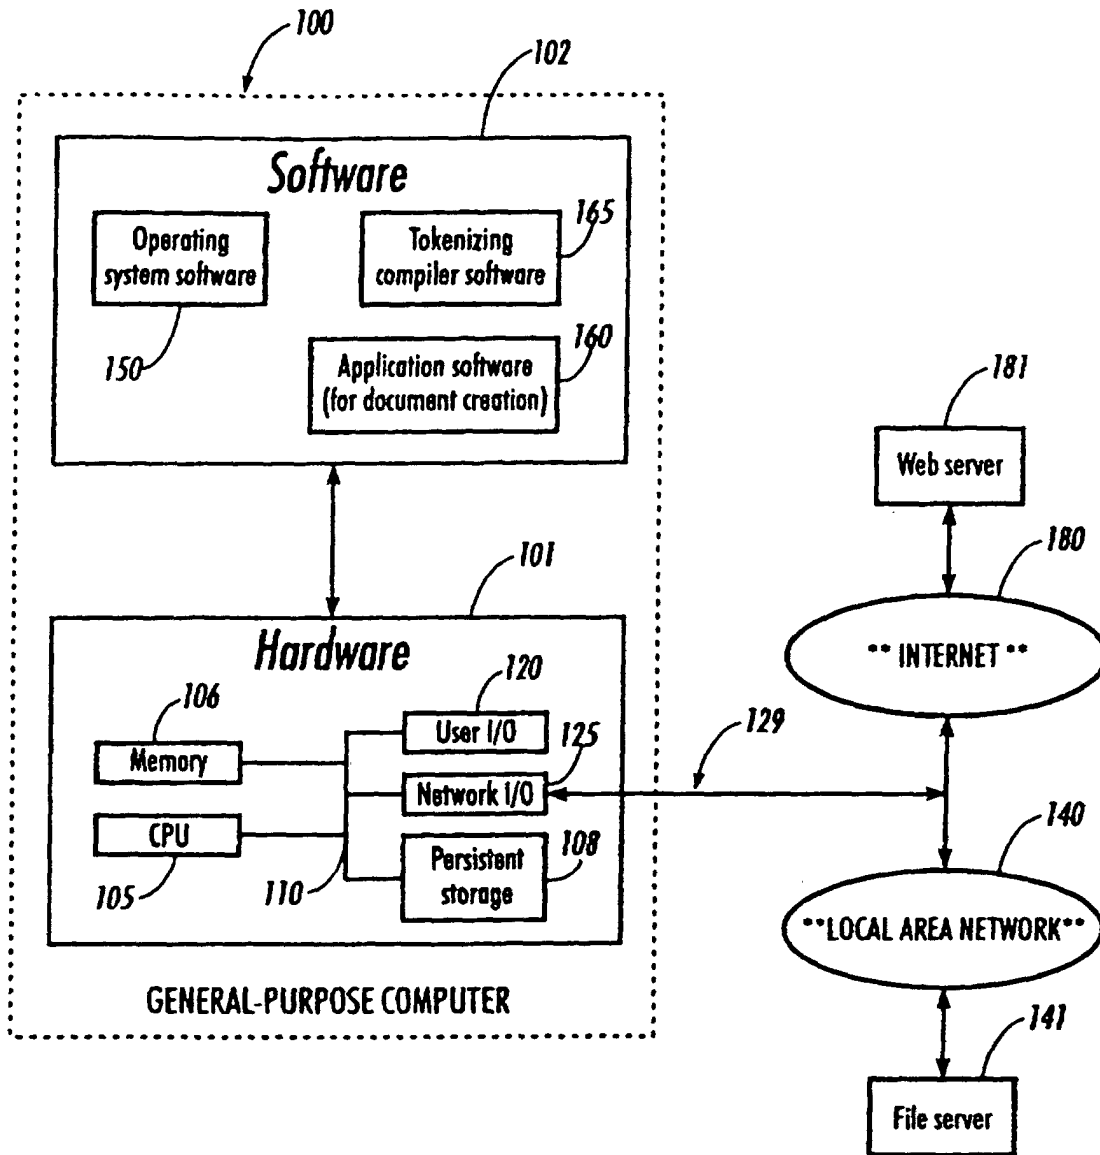 100
102
Software
165
Operating
system software
Tokenizing
compiler software
150
160
Application software
(for document creation)
181
Web server
101
180
Hardware
** INTERNET **
106
120
User I/O
125
129
Memory
Network I/O
CPU
108
140
Persistent
storage
105
110
**LOCAL AREA NETWORK**
GENERAL-PURPOSE COMPUTER
141
File server